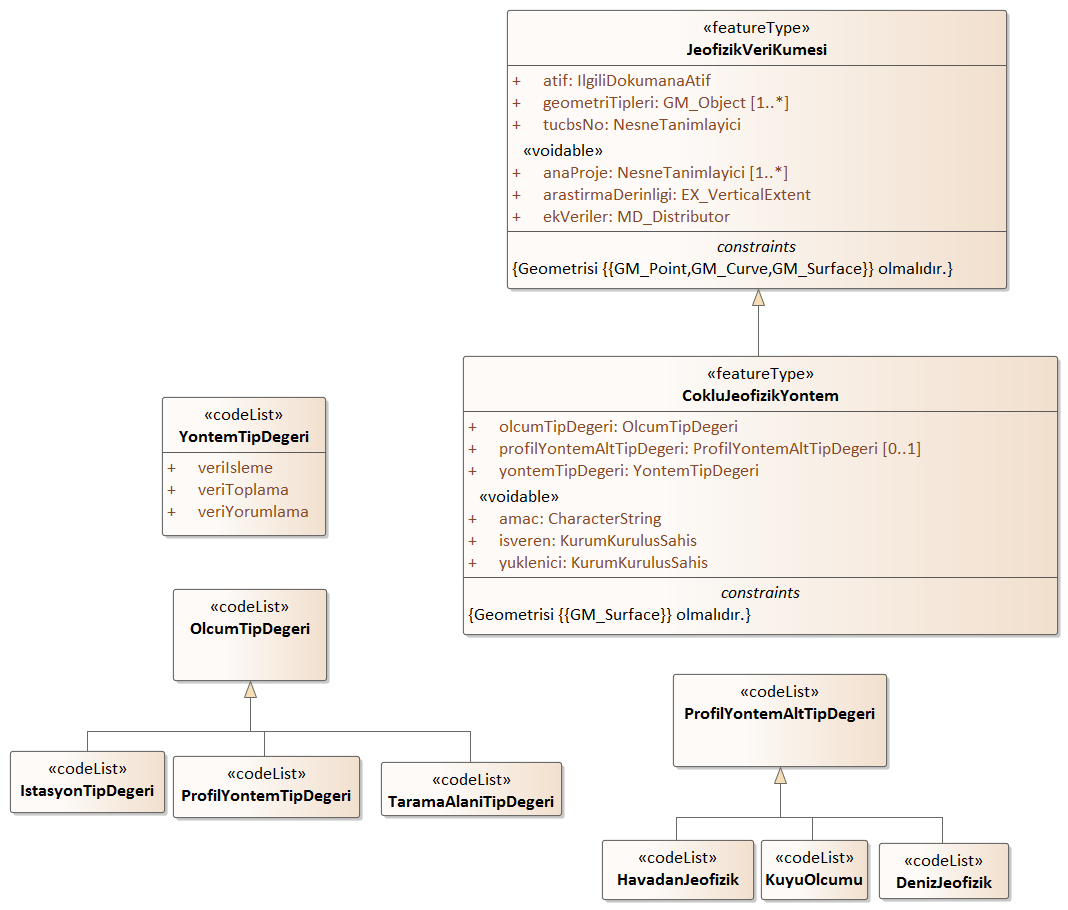 «featureType»
JeofizikVeriKumesi
+ atif: IlgiliDokumanaAtif
+ geometriTipleri: GM_Object [1..*]
+ tucbsNo: NesneTanimlayici
«voidable»
+ anaProje: NesneTanimlayici [1..*]
+ arastirmaDerinligi: EX_VerticalExtent
+ ekVeriler: MD_Distributor
constraints
{Geometrisi {{GM_Point,GM_Curve,GM_Surface}} olmalıdır.}
«featureType»
CokluJeofizikYontem
+ olcumTipDegeri: OlcumTipDegeri
+ profilYontemAltTipDegeri: ProfilYontemAltTipDegeri [0..1]
+ yontemTipDegeri: YontemTipDegeri
«voidable»
+ amac: CharacterString
+ isveren: KurumKurulusSahis
+ yuklenici: KurumKurulusSahis
constraints
{Geometrisi {{GM_Surface}} olmalıdır.}
«codeList»
YontemTipDegeri
+ veriIsleme
+ veriToplama
+ veriYorumlama
«codeList»
OlcumTipDegeri
«codeList»
IstasyonTipDegeri
«codeList»
ProfilYontemTipDegeri
«codeList»
TaramaAlaniTipDegeri
«codeList»
ProfilYontemAltTipDegeri
«codeList»
HavadanJeofizik
«codeList»
KuyuOlcumu
«codeList»
DenizJeofizik